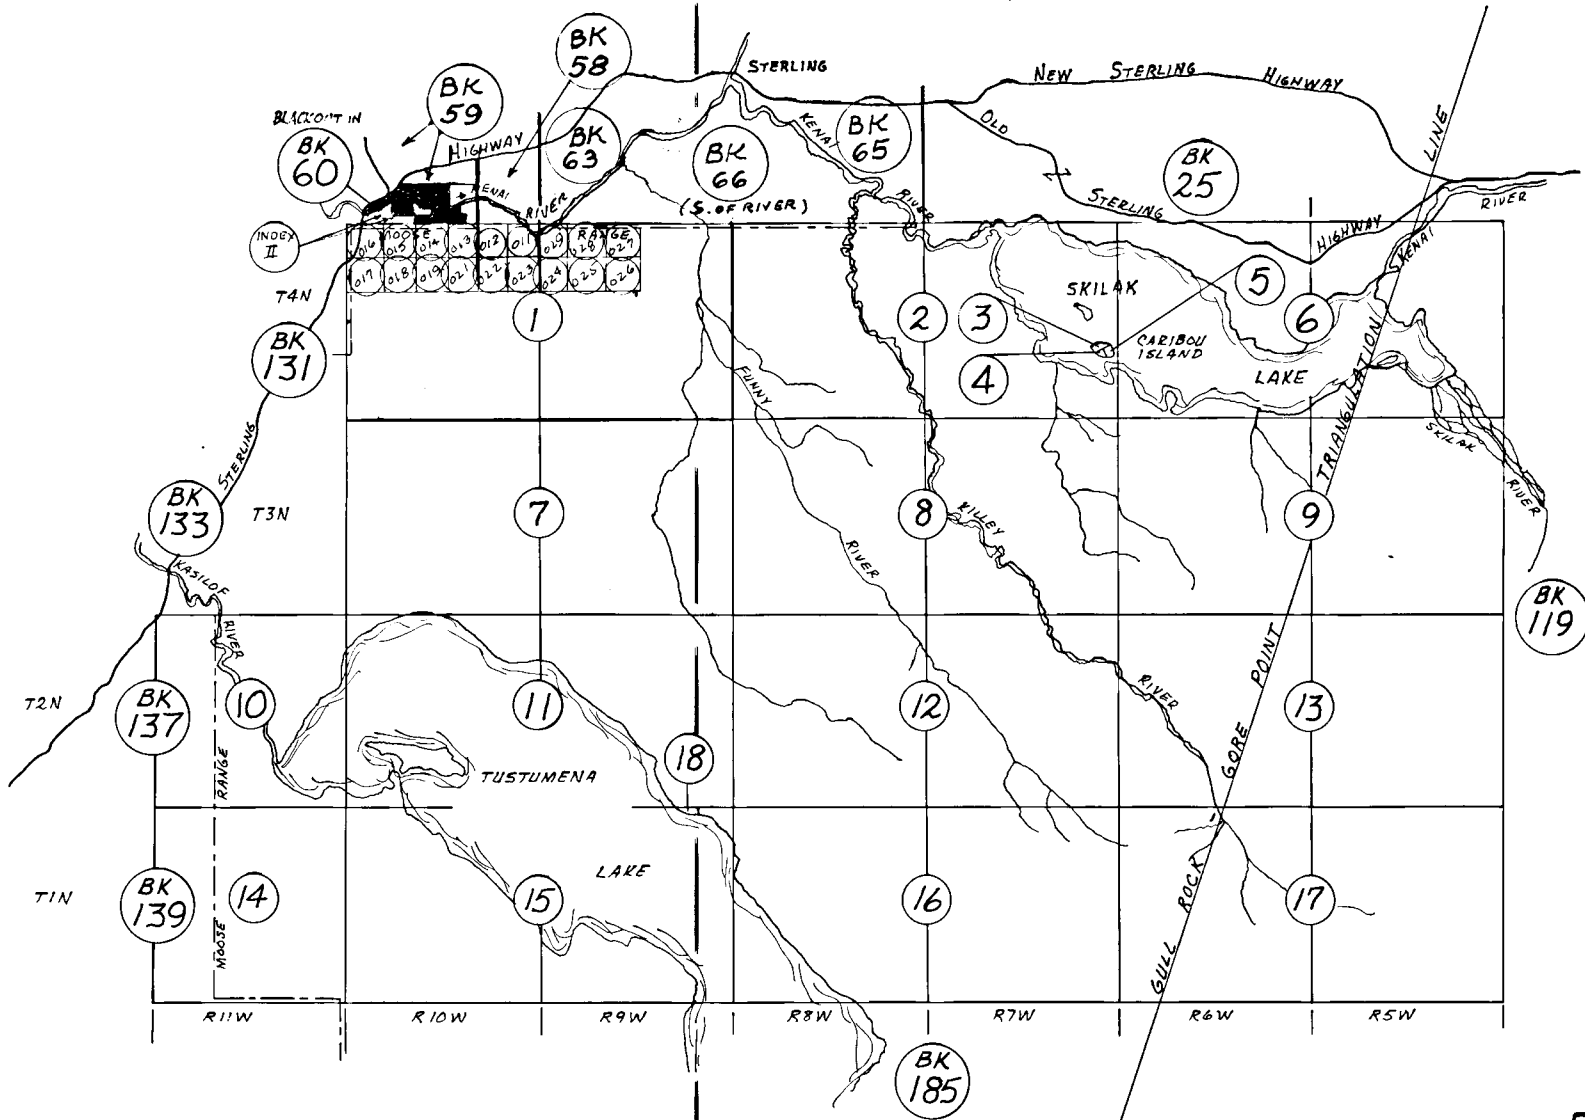 BK
58
STERLING
NEW STERLING HIGHWAY
BK
59
BLACKOUT IN
BK
60
HIGHWAY
BK
63
BK
66
(S. OF RIVER)
KENAI
BK
65
OLD
BK
25
LINE
KENAI
RIVER
RIVER
STERLING
HIGHWAY
KENAI
RIVER
INDEX
II
MOOSE RANGE
016 015 014 013 012 011 029 028 027
017 018 019 021 022 023 024 025 026
T4N
1
2
3
SKILAK
5
6
CARIBOU
ISLAND
4
LAKE
BK
131
FUNNY
TRIANGULATION
SKILAK
RIVER
STERLING
BK
133
T3N
7
8
KILLEY
9
RIVER
KASILOF
RIVER
BK
119
T2N
BK
137
10
11
12
RIVER
POINT
13
RANGE
TUSTUMENA
18
GORE
T1N
BK
139
14
LAKE
15
16
ROCK
17
MOOSE
GULL
R11W
R10W
R9W
R8W
R7W
R6W
R5W
BK
185